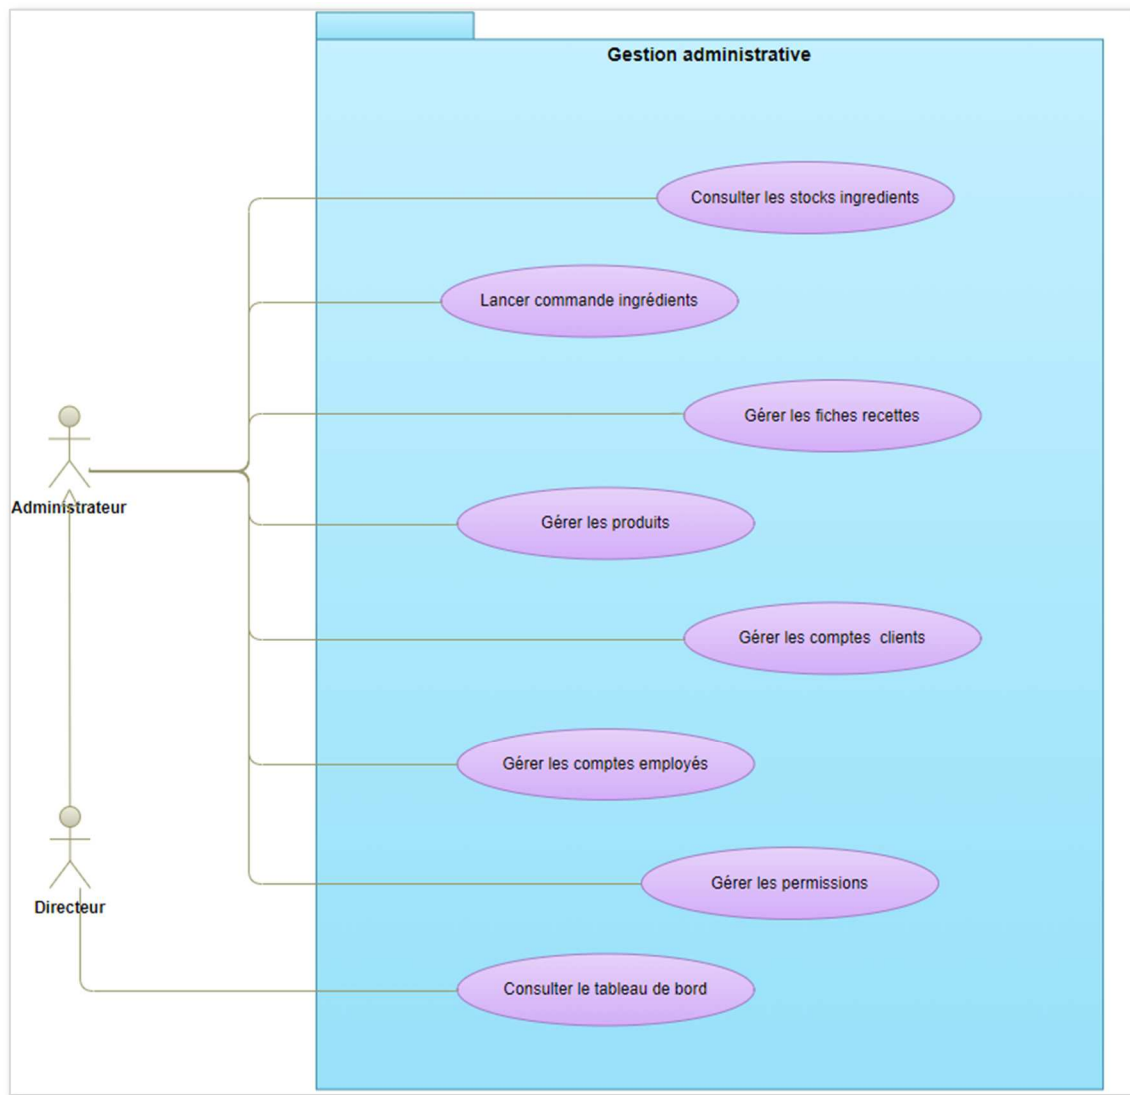 Gestion administrative
Consulter les stocks ingredients
Lancer commande ingrédients
Gérer les fiches recettes
Administrateur
Gérer les produits
Gérer les comptes  clients
Gérer les comptes employés
Gérer les permissions
Directeur
Consulter le tableau de bord